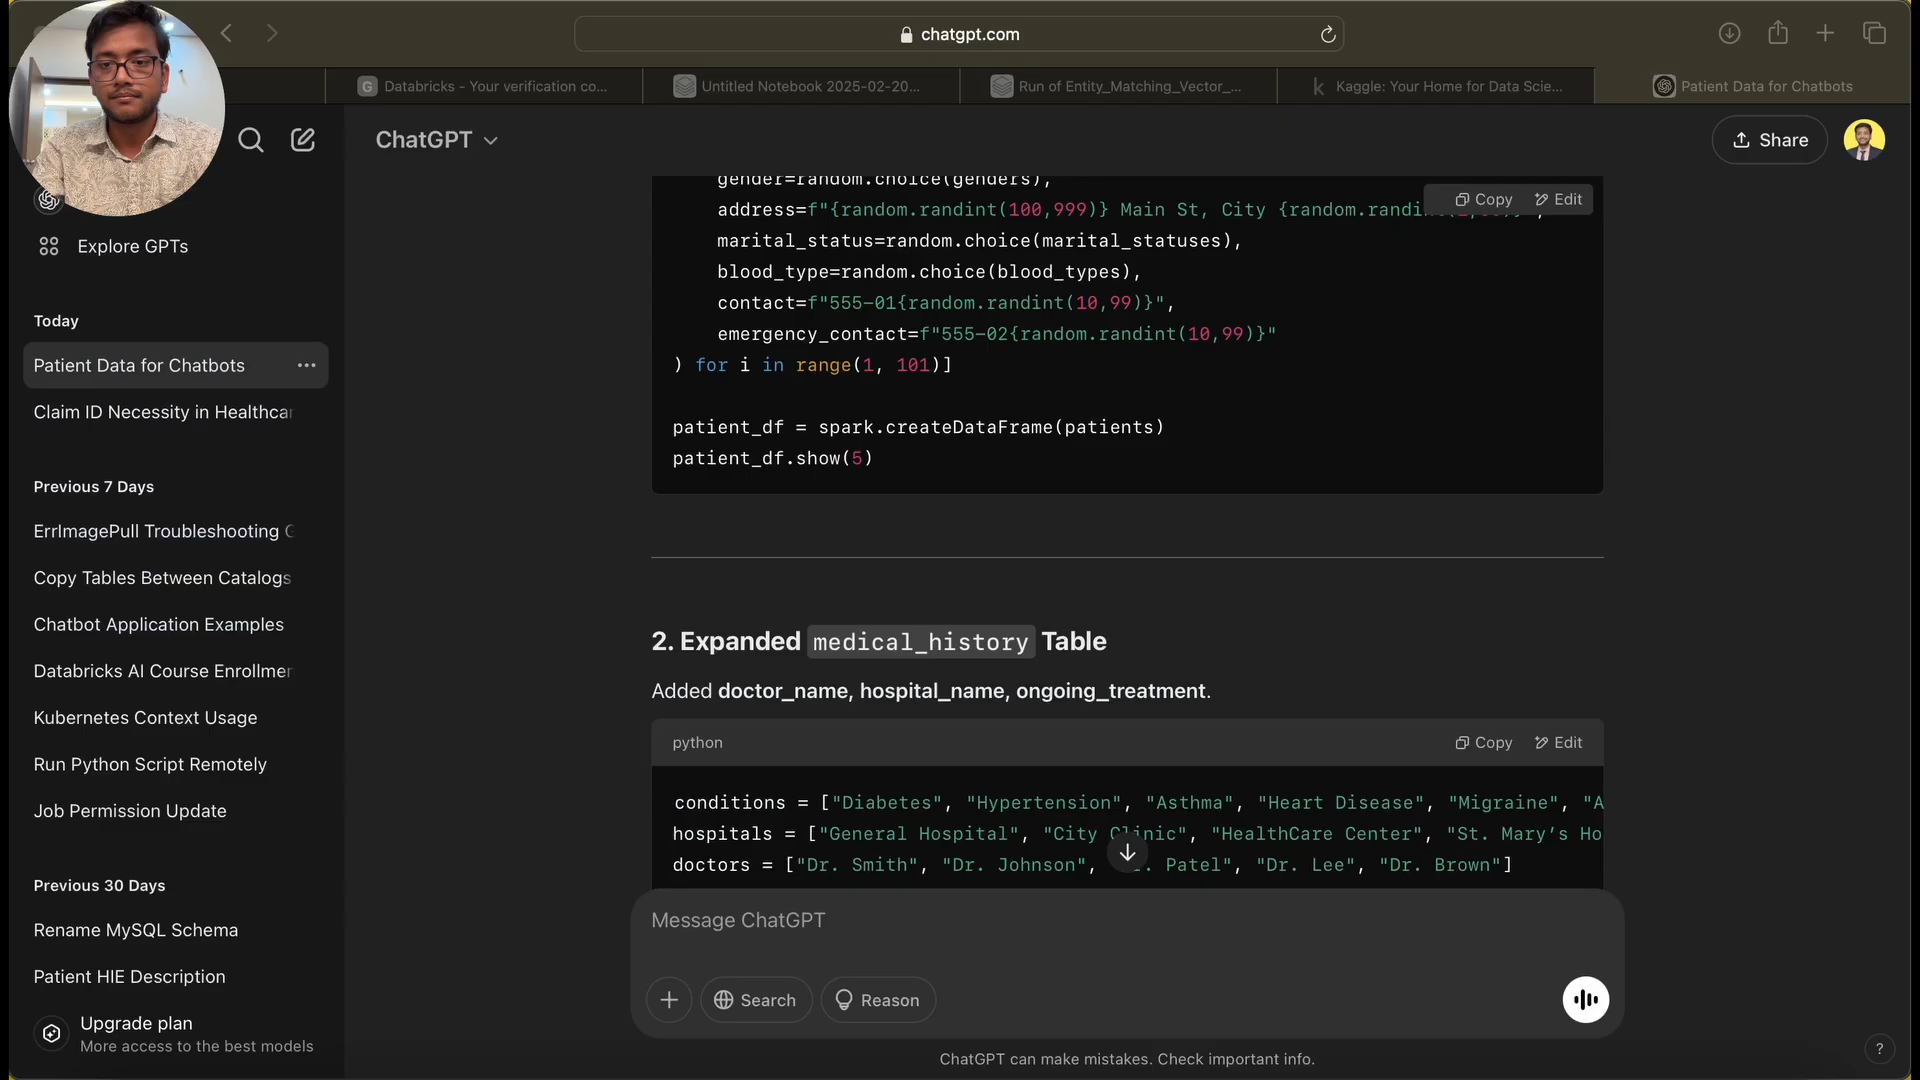 chatgpt.com
Databricks - Your verification co...
Untitled Notebook 2025-02-20...
Run of Entity_Matching_Vector_...
Kaggle: Your Home for Data Scie...
Patient Data for Chatbots
ChatGPT
Share
Explore GPTs
Today
Patient Data for Chatbots
Claim ID Necessity in Healthcar
Previous 7 Days
ErrImagePull Troubleshooting G
Copy Tables Between Catalogs
Chatbot Application Examples
Databricks AI Course Enrollmer
Kubernetes Context Usage
Run Python Script Remotely
Job Permission Update
Previous 30 Days
Rename MySQL Schema
Patient HIE Description
Upgrade plan
More access to the best models
gender=random.choice(genders),
Copy Edit
address=f"{random.randint(100,999)} Main St, City {random.randi
marital_status=random.choice(marital_statuses),
blood_type=random.choice(blood_types),
contact=f"555-01{random.randint(10,99)}",
emergency_contact=f"555-02{random.randint(10,99)}"
) for i in range(1, 101)]
patient_df = spark.createDataFrame(patients)
patient_df.show(5)
2. Expanded medical_history Table
Added doctor_name, hospital_name, ongoing_treatment.
python
Copy Edit
conditions = ["Diabetes", "Hypertension", "Asthma", "Heart Disease", "Migraine", "A
hospitals = ["General Hospital", "City Clinic", "HealthCare Center", "St. Mary’s Ho
doctors = ["Dr. Smith", "Dr. Johnson", Patel", "Dr. Lee", "Dr. Brown"]
Message ChatGPT
Search
Reason
ChatGPT can make mistakes. Check important info.
?